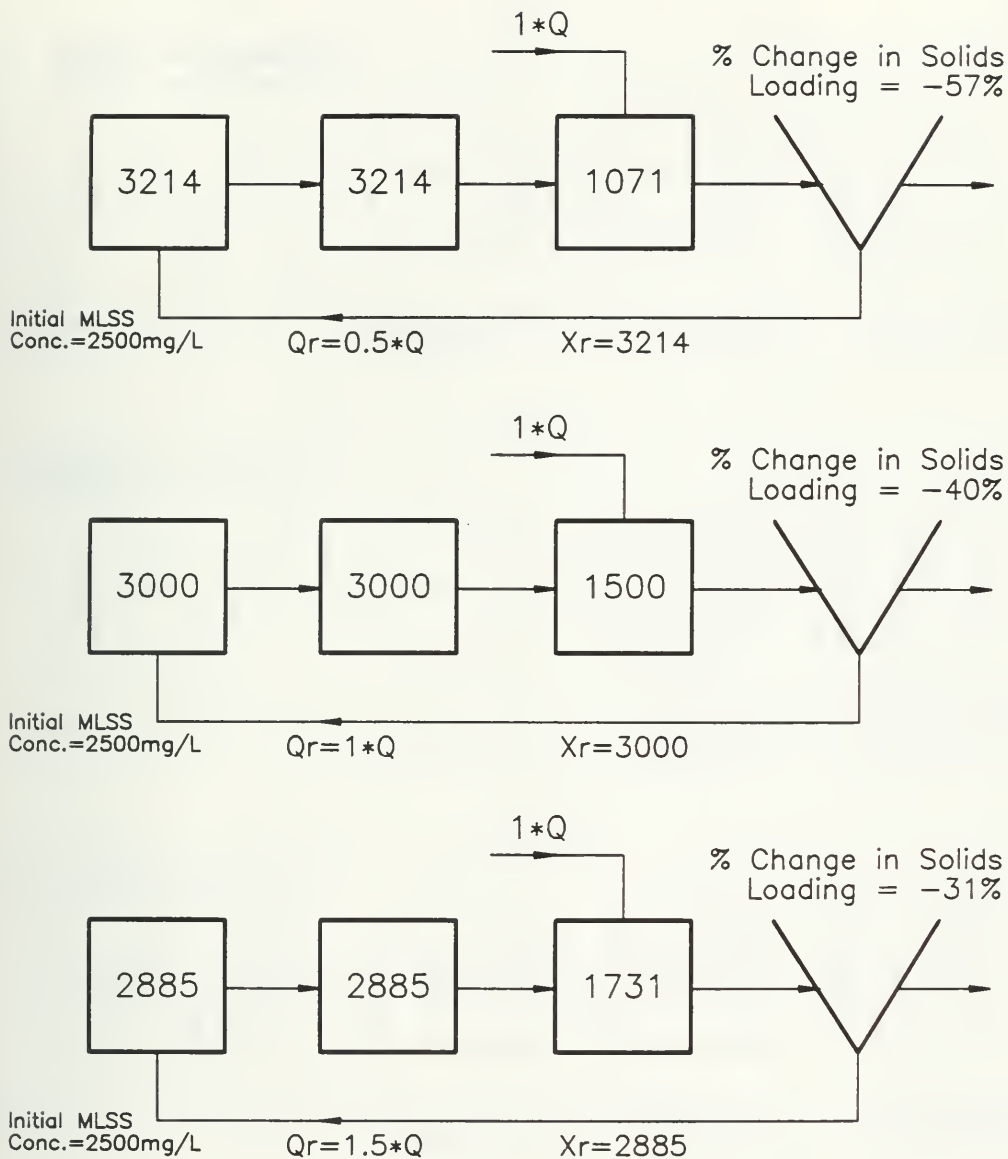 1*Q
% Change in Solids
Loading = -57%
3214
3214
1071
Initial MLSS
Conc.=2500mg/L
Qr=0.5*Q
Xr=3214
1*Q
% Change in Solids
Loading = -40%
3000
3000
1500
Initial MLSS
Conc.=2500mg/L
Qr=1*Q
Xr=3000
1*Q
% Change in Solids
Loading = -31%
2885
2885
1731
Initial MLSS
Conc.=2500mg/L
Qr=1.5*Q
Xr=2885